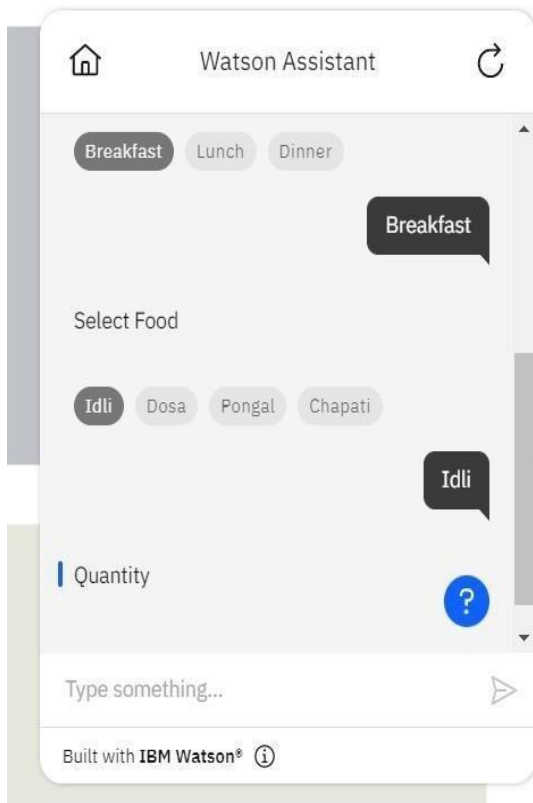 Watson Assistant
Breakfast Lunch Dinner
Breakfast
Select Food
Idli Dosa Pongal Chapati
Idli
Quantity
?
Type something...
Built with IBM Watson®